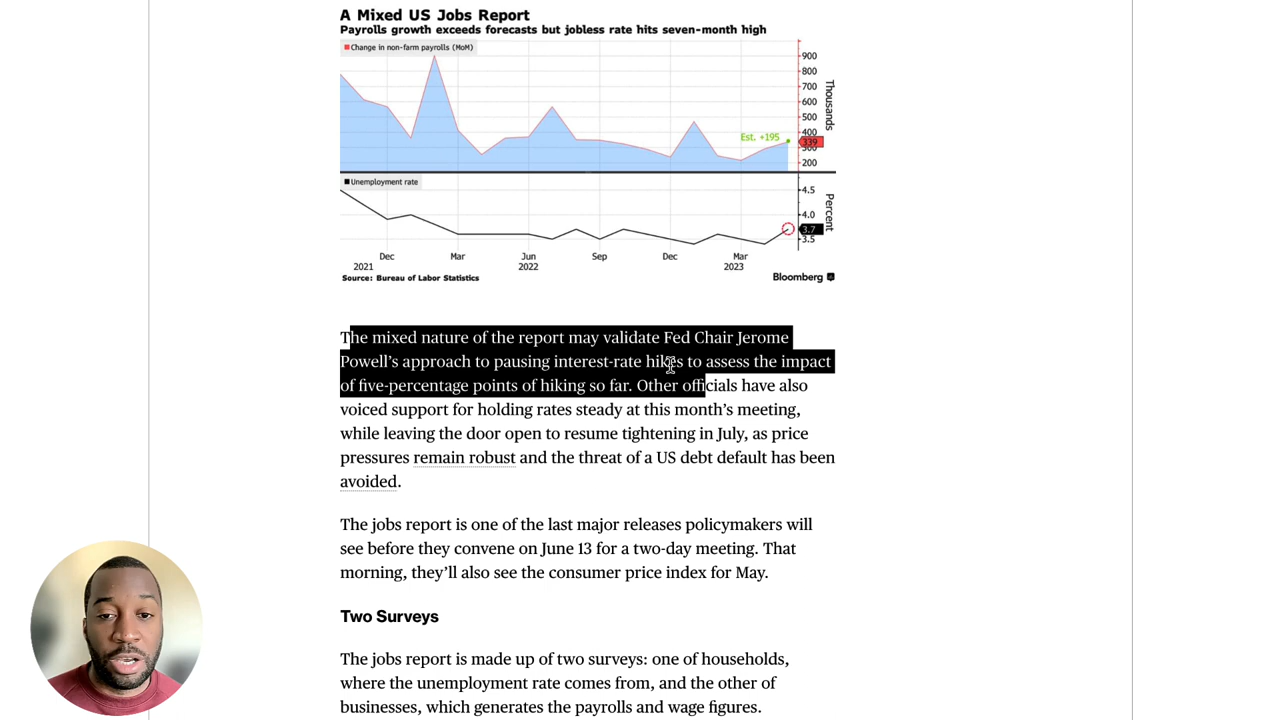 A Mixed US Jobs Report
Payrolls growth exceeds forecasts but jobless rate hits seven-month high
Change in non-farm payrolls (MoM)
900
800
700
600
500
400
300
200
Thousands
Est. +195
339
Unemployment rate
4.5
4.0
3.5
Percent
3.7
Dec Mar Jun Sep Dec Mar
2021 2022 2023
Source: Bureau of Labor Statistics
Bloomberg
The mixed nature of the report may validate Fed Chair Jerome
Powell’s approach to pausing interest-rate hikes to assess the impact
of five-percentage points of hiking so far. Other officials have also
voiced support for holding rates steady at this month’s meeting,
while leaving the door open to resume tightening in July, as price
pressures remain robust and the threat of a US debt default has been
avoided.
The jobs report is one of the last major releases policymakers will
see before they convene on June 13 for a two-day meeting. That
morning, they’ll also see the consumer price index for May.
Two Surveys
The jobs report is made up of two surveys: one of households,
where the unemployment rate comes from, and the other of
businesses, which generates the payrolls and wage figures.